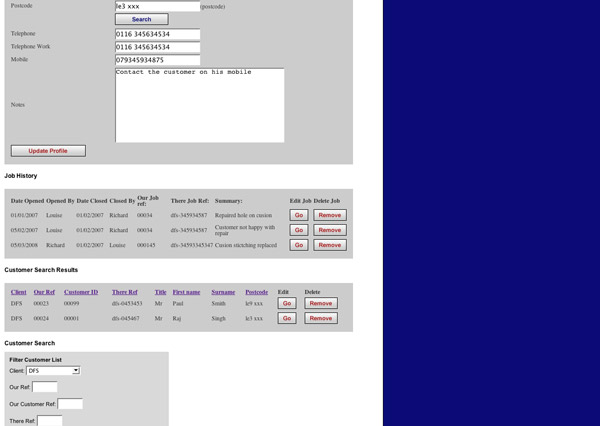 Postcode le3 xxx (postcode)
Search
Telephone 0116 345634534
Telephone Work 0116 345634534
Mobile 079345934875
Contact the customer on his mobile
Notes
Update Profile
Job History
Date Opened Opened By Date Closed Closed By Our Job ref: There Job Ref: Summary: Edit Job Delete Job
01/01/2007 Louise 01/02/2007 Richard 00034 dfs-345934587 Repaired hole on cusion Go Remove
05/02/2007 Louise 01/02/2007 Richard 00034 dfs-345934587 Customer not happy with repair Go Remove
05/03/2008 Richard 01/02/2007 Louise 000145 dfs-34593345347 Cusion stictching replaced Go Remove
Customer Search Results
Client Our Ref Customer ID There Ref Title First name Surname Postcode Edit Delete
DFS 00023 00099 dfs-0453453 Mr Paul Smith le9 xxx Go Remove
DFS 00024 00001 dfs-045467 Mr Raj Singh le3 xxx Go Remove
Customer Search
Filter Customer List
Client: DFS
Our Ref:
Our Customer Ref:
There Ref: